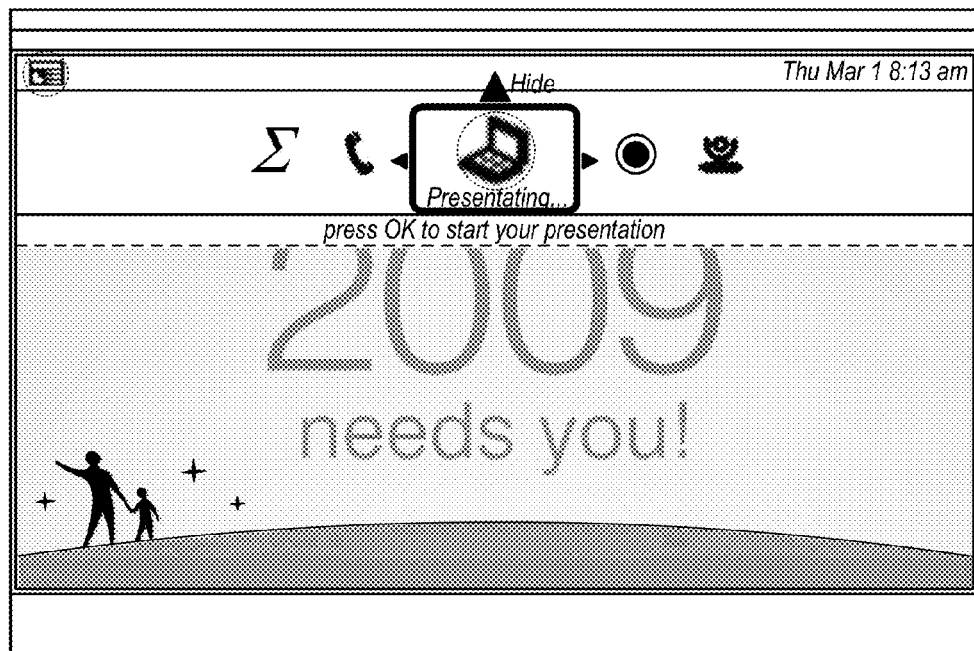 Thu Mar 1 8:13 am
Hide
Σ
Presentating...
press OK to start your presentation
2009
needs you!